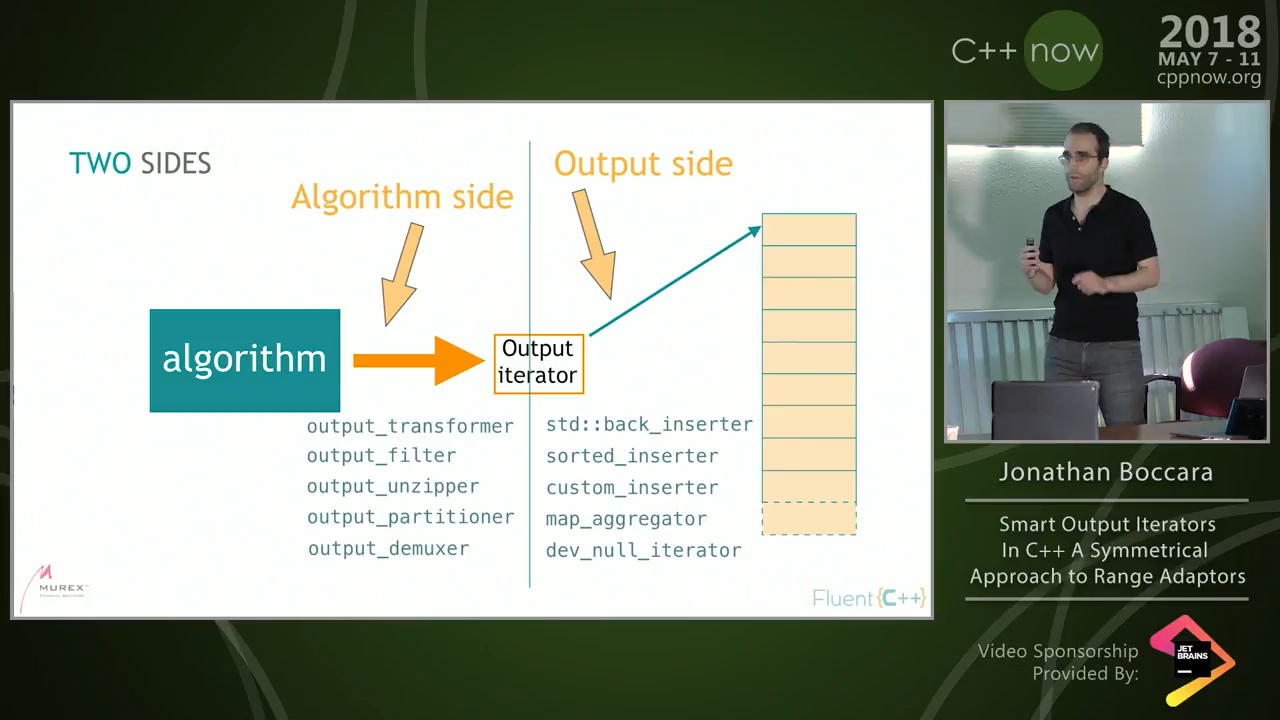 C++ now
2018
MAY 7 - 11
cppnow.org
TWO SIDES
Algorithm side
Output side
algorithm
Output
iterator
output_transformer
output_filter
output_unzipper
output_partitioner
output_demuxer
std::back_inserter
sorted_inserter
custom_inserter
map_aggregator
dev_null_iterator
MUREX
Fluent {C++}
Jonathan Boccara
Smart Output Iterators
In C++ A Symmetrical
Approach to Range Adaptors
Video Sponsorship
Provided By:
JET
BRAINS